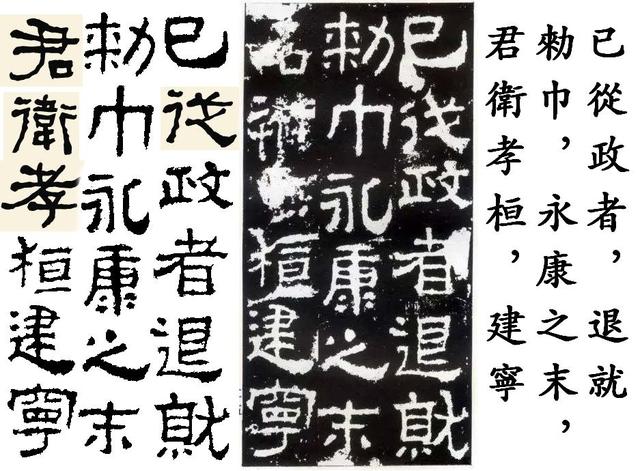 已從政者，退就
勑巾，永康之末，
君衛孝桓，建寧
已從政者退就
勑巾永康之末
君衛孝桓建寧
已從政者退就
勑巾永康之末
君衛孝桓建寧